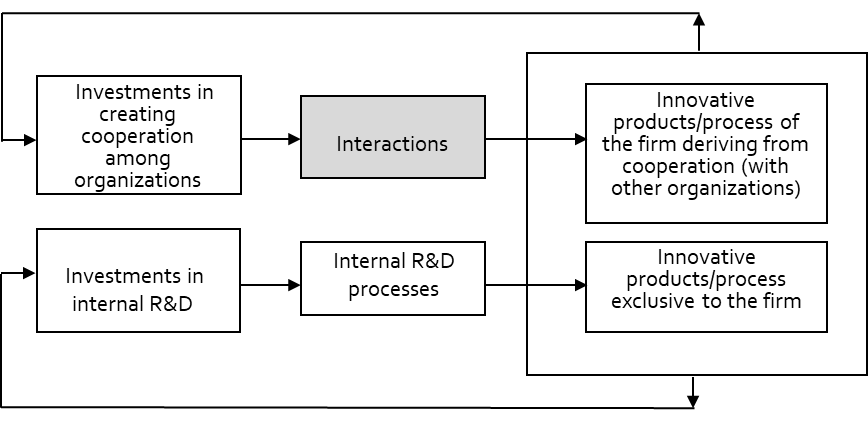 Investments in
creating
cooperation
among
organizations
Interactions
Innovative
products/process of
the firm deriving from
cooperation (with
other organizations)
Investments in
internal R&D
Internal R&D
processes
Innovative
products/process
exclusive to the firm